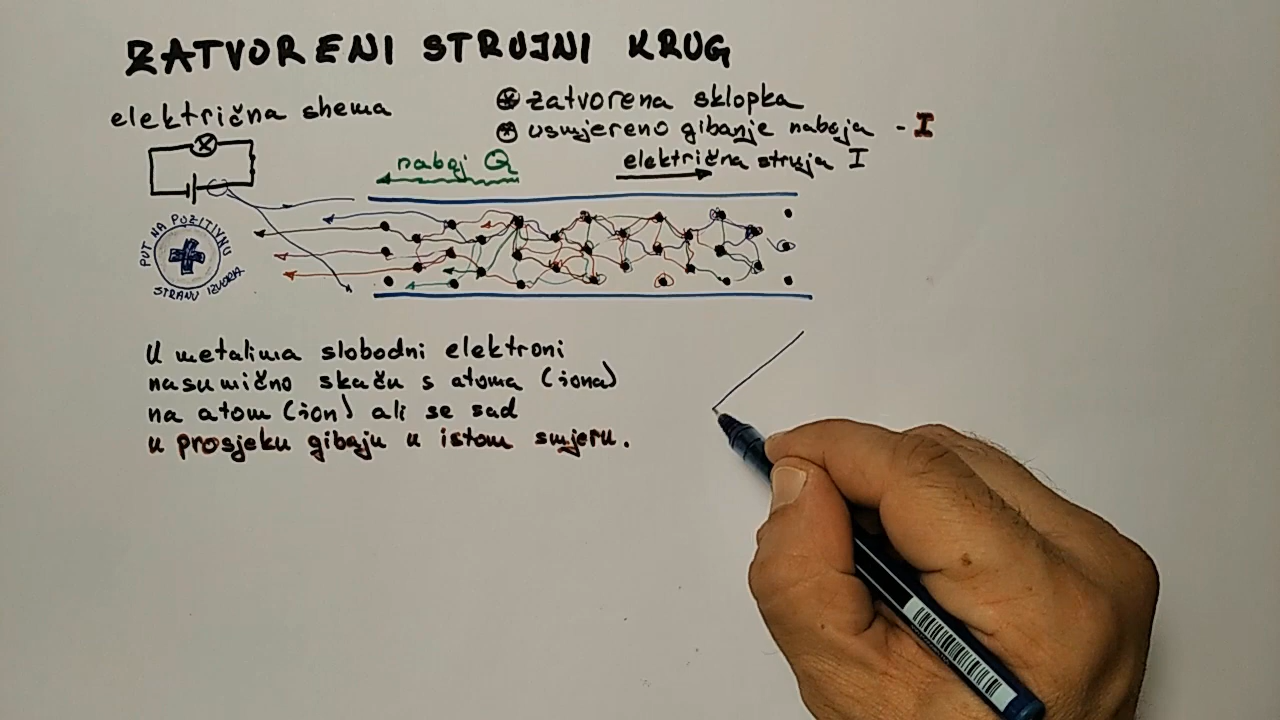 ZATVORENI STRUJNI KRUG
električna shema
zatvorena sklopka
usmjereno gibanje naboja - I
naboj Q
električna struja I
PUT NA POZITIVNU
STRANU IZVORA
U metalima slobodni elektroni
nasumično skaču s atoma (iona)
na atom (ion) ali se sad
u prosjeku gibaju u istom smjeru.